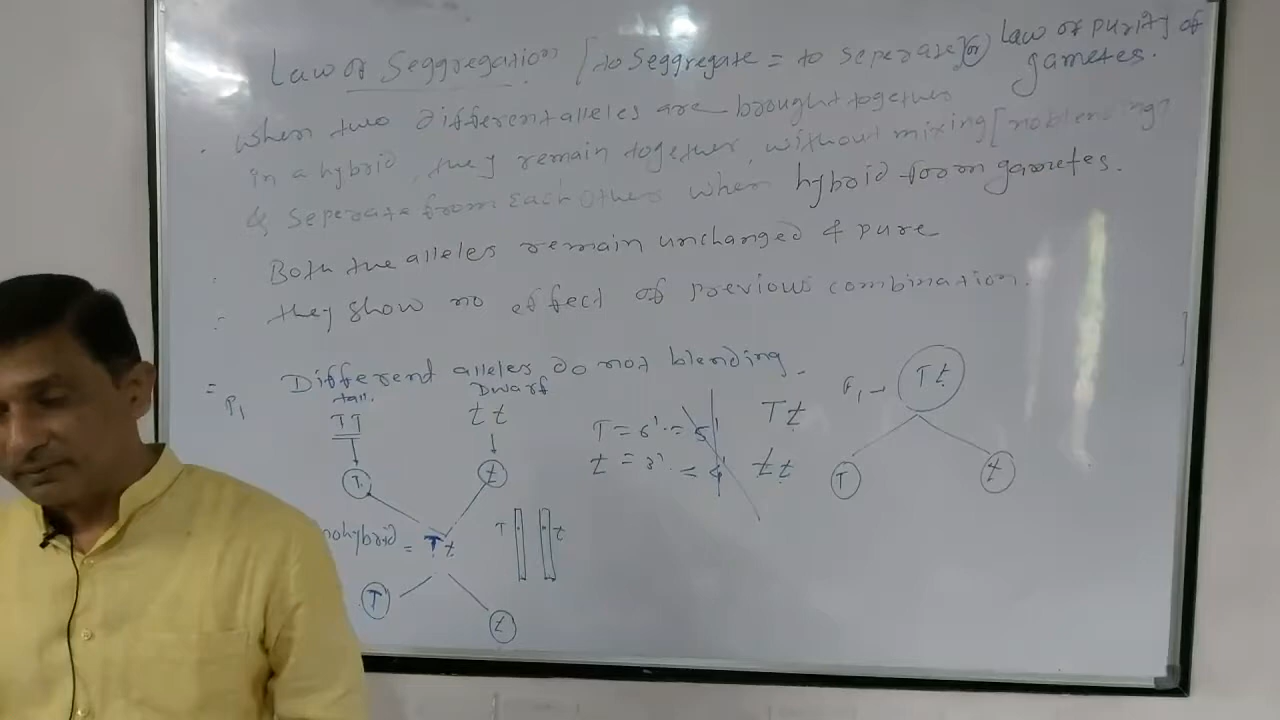 Law of Seggregation [to seggregate = to seperate] or Law of purity of gametes.
When two different alleles are brought together
in a hybrid, they remain together, without mixing [no blending]
& Seperate from Each Other when hybrid form gametes.
Both the alleles remain unchanged & pure
they show no effect of previous combination.
= Differend alleles do not blending.
P1 tall Dwarf
TT tt
T t
T = 6' = 5'
t = 3' = 4'
Tt
tt
F1 → Tt
T t
nohybrid = Tt
T t
T t